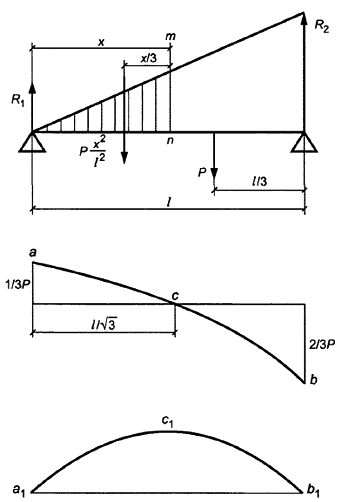 m
x
x/3
R₂
R₁
P x²/l²
n
P
l/3
l
a
1/3P
c
l/√3
2/3P
b
c₁
a₁
b₁